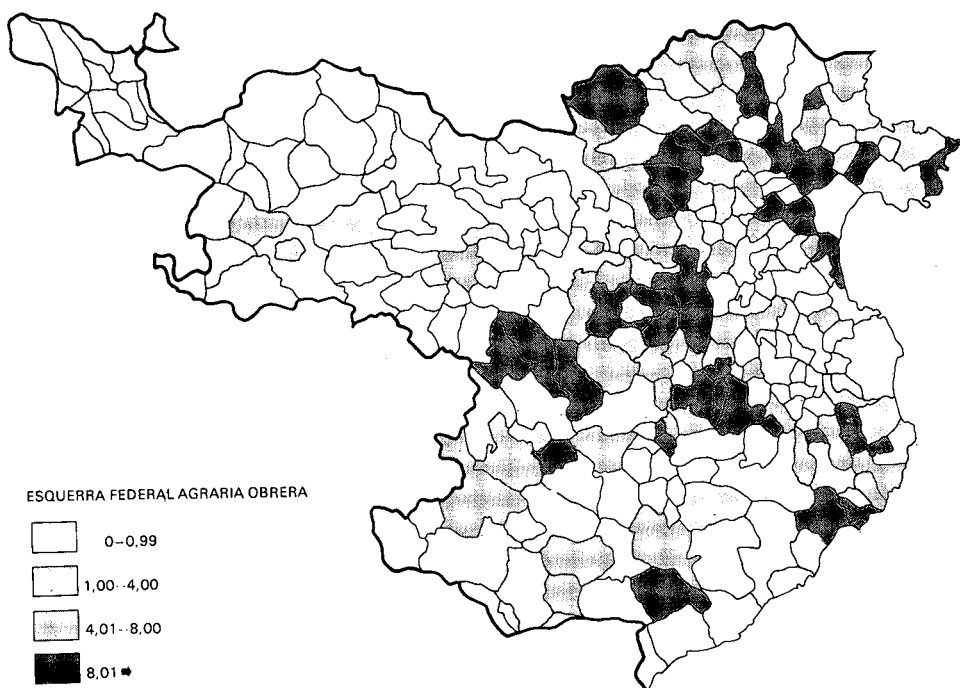 ESQUERRA FEDERAL AGRARIA OBRERA
0-0,99
1,00--4,00
4,01--8,00
8,01 ➡